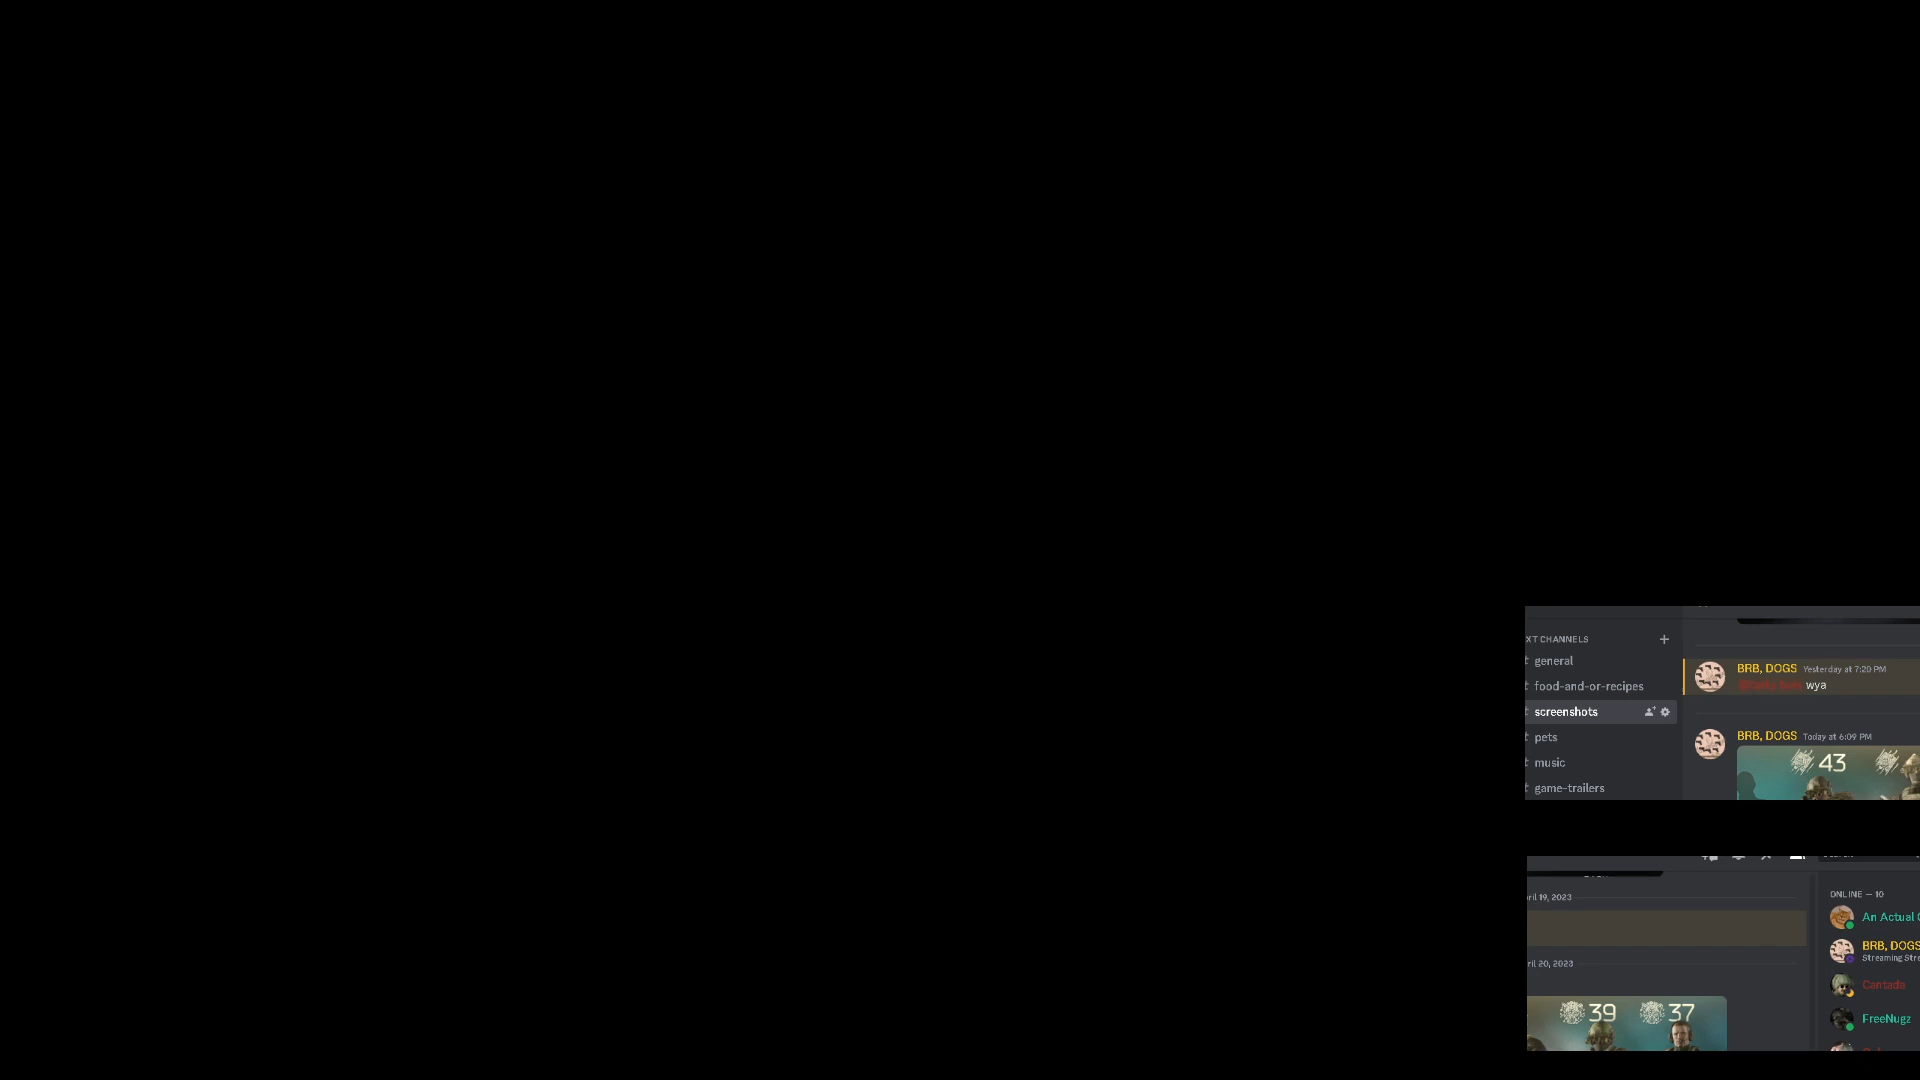 XT CHANNELS
general
food-and-or-recipes
screenshots
pets
music
game-trailers
BRB, DOGS Yesterday at 7:20 PM
wya
BRB, DOGS Today at 6:09 PM
43
ril 19, 2023
ril 20, 2023
39 37
ONLINE — 10
An Actual
BRB, DOGS
Streaming Stre
Cantada
FreeNugz